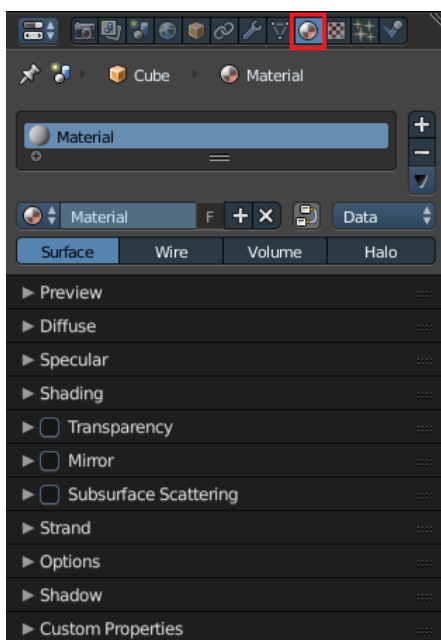 Cube Material
Material
Material F Data
Surface Wire Volume Halo
Preview
Diffuse
Specular
Shading
Transparency
Mirror
Subsurface Scattering
Strand
Options
Shadow
Custom Properties